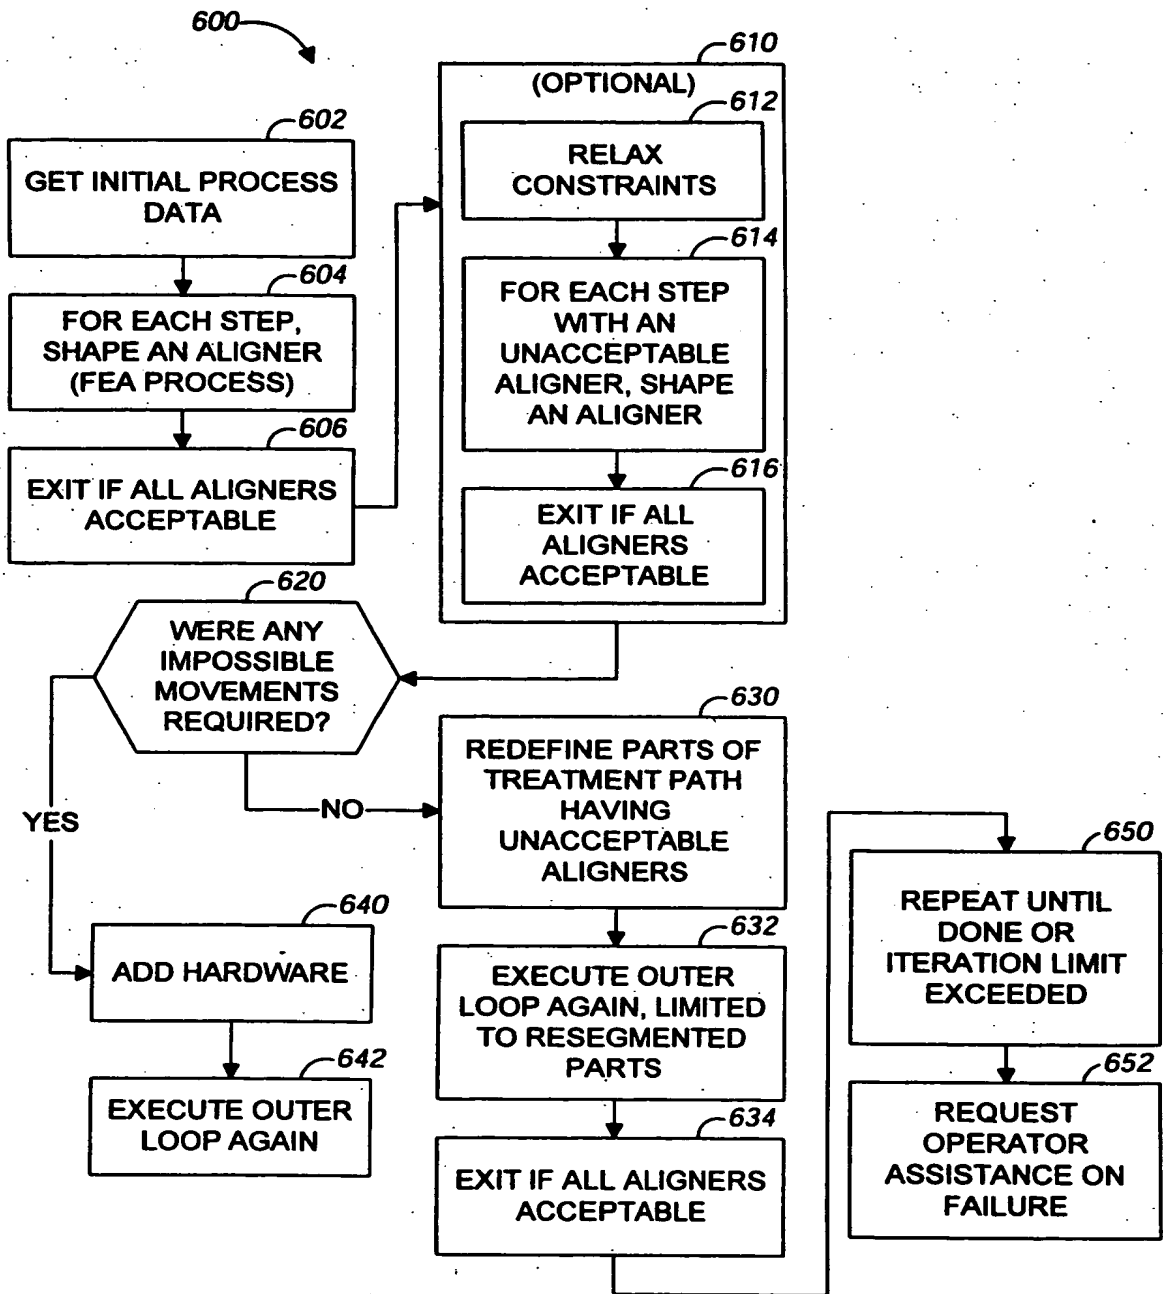 600
602
GET INITIAL PROCESS
DATA
604
FOR EACH STEP,
SHAPE AN ALIGNER
(FEA PROCESS)
606
EXIT IF ALL ALIGNERS
ACCEPTABLE
610
(OPTIONAL)
612
RELAX
CONSTRAINTS
614
FOR EACH STEP
WITH AN
UNACCEPTABLE
ALIGNER, SHAPE
AN ALIGNER
616
EXIT IF ALL
ALIGNERS
ACCEPTABLE
620
WERE ANY
IMPOSSIBLE
MOVEMENTS
REQUIRED?
YES
NO
630
REDEFINE PARTS OF
TREATMENT PATH
HAVING
UNACCEPTABLE
ALIGNERS
632
EXECUTE OUTER
LOOP AGAIN, LIMITED
TO RESEGMENTED
PARTS
634
EXIT IF ALL ALIGNERS
ACCEPTABLE
640
ADD HARDWARE
642
EXECUTE OUTER
LOOP AGAIN
650
REPEAT UNTIL
DONE OR
ITERATION LIMIT
EXCEEDED
652
REQUEST
OPERATOR
ASSISTANCE ON
FAILURE